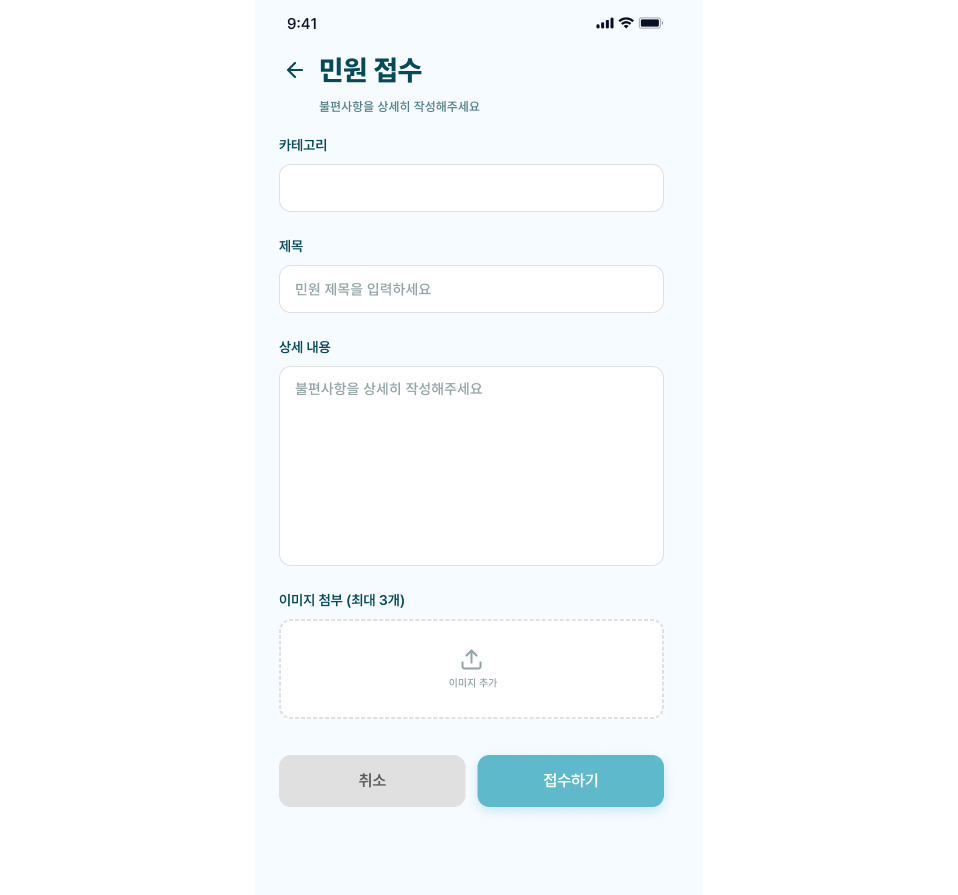 9:41
민원 접수
불편사항을 상세히 작성해주세요
카테고리
제목
민원 제목을 입력하세요
상세 내용
불편사항을 상세히 작성해주세요
이미지 첨부 (최대 3개)
이미지 추가
취소
접수하기